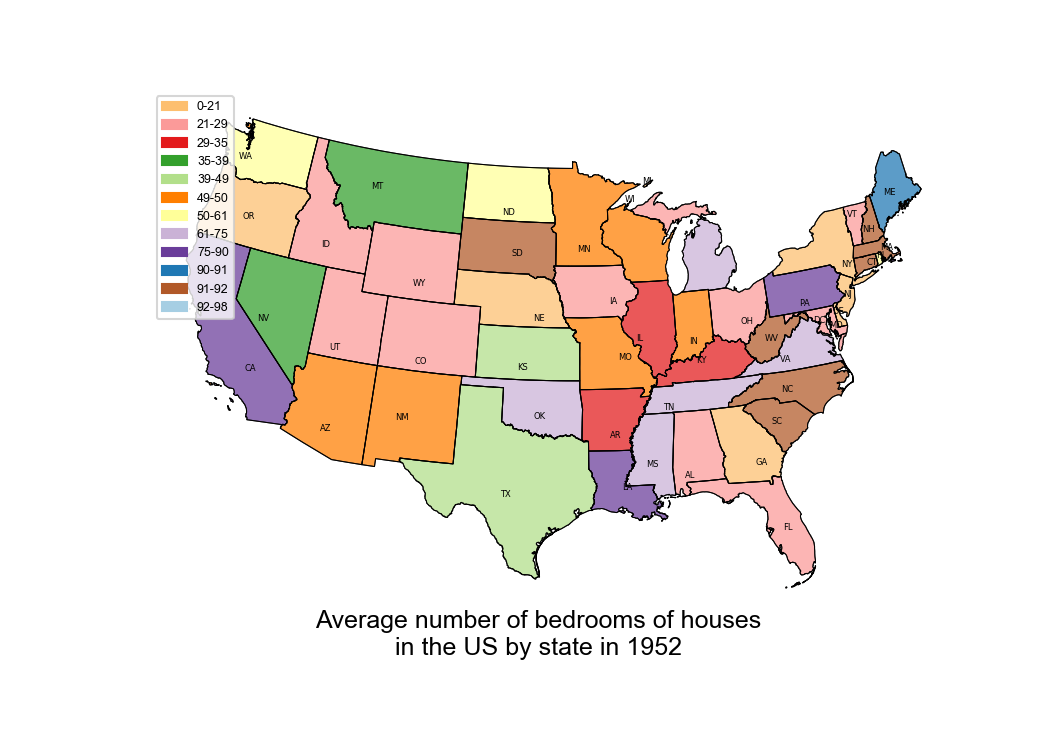 0-21
21-29
29-35
35-39
39-49
49-50
50-61
61-75
75-90
90-91
91-92
92-98
WA
OR
CA
NV
ID
MT
WY
UT
CO
AZ
NM
ND
SD
NE
KS
OK
TX
MN
IA
MO
AR
LA
WI
MI
IL
IN
KY
TN
MS
AL
OH
WV
VA
NC
SC
GA
FL
PA
NY
NJ
MD
DC
VT
NH
MA
CT
ME
Average number of bedrooms of houses
in the US by state in 1952